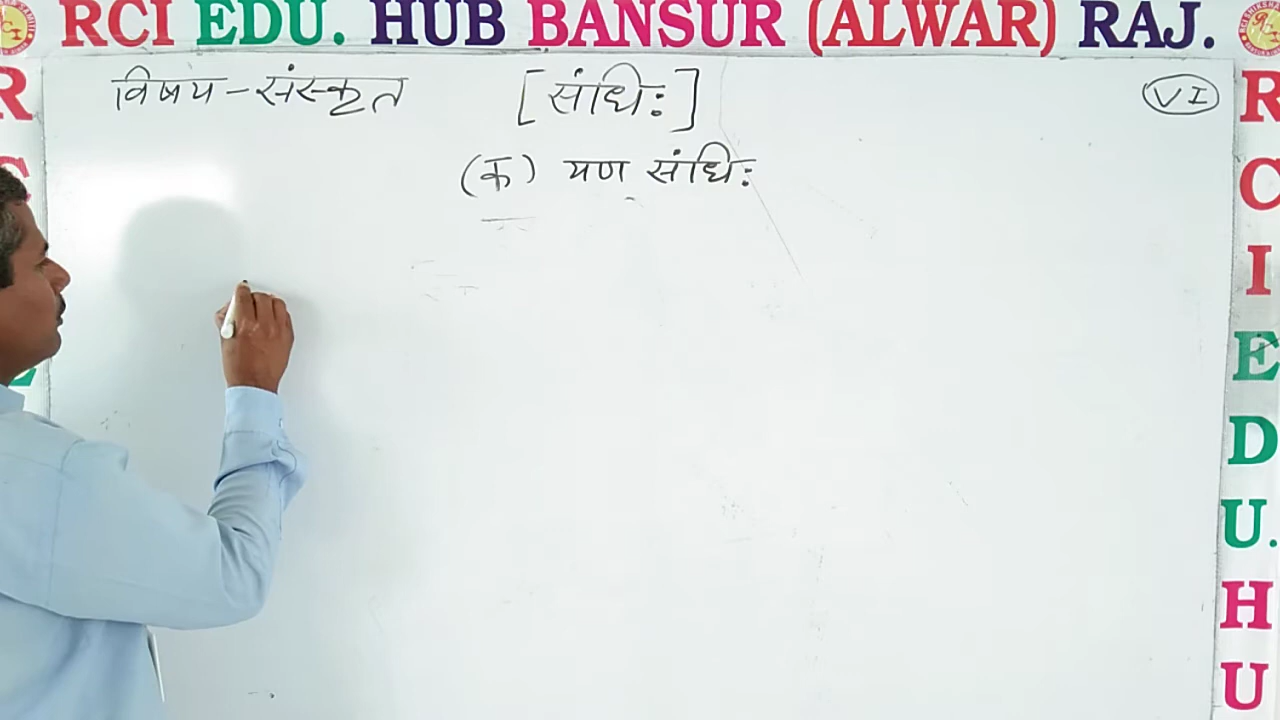 RCI EDU. HUB BANSUR (ALWAR) RAJ.
विषय - संस्कृत [संधिः] VI
(क) यण् संधिः
R
C
R
C
I
E
D
U.
H
U